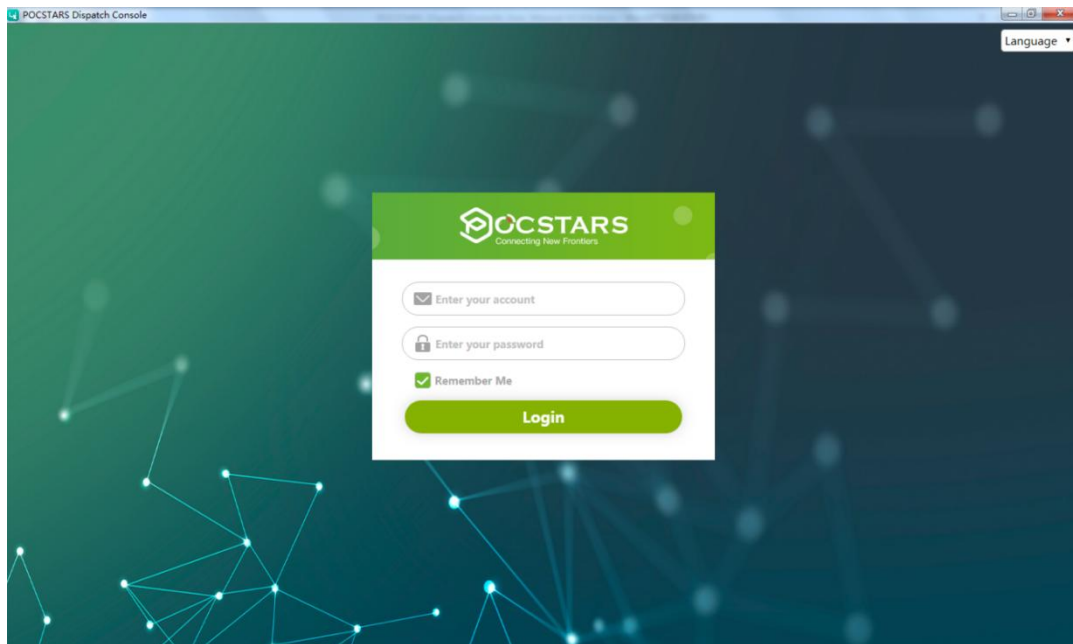 POCSTARS Dispatch Console
Language
POCSTARS
Connecting New Frontiers
Enter your account
Enter your password
Remember Me
Login